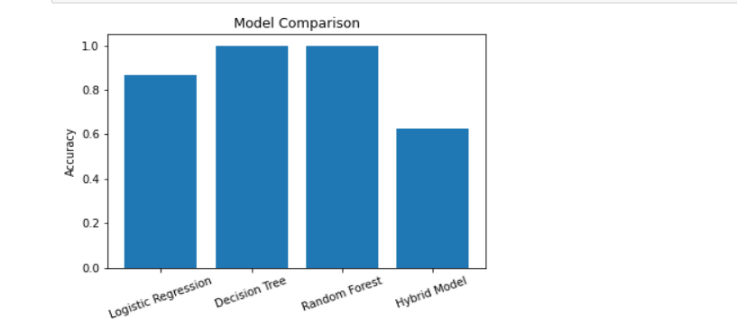 Model Comparison
1.0
0.8
0.6
0.4
0.2
0.0
Accuracy
Logistic Regression
Decision Tree
Random Forest
Hybrid Model